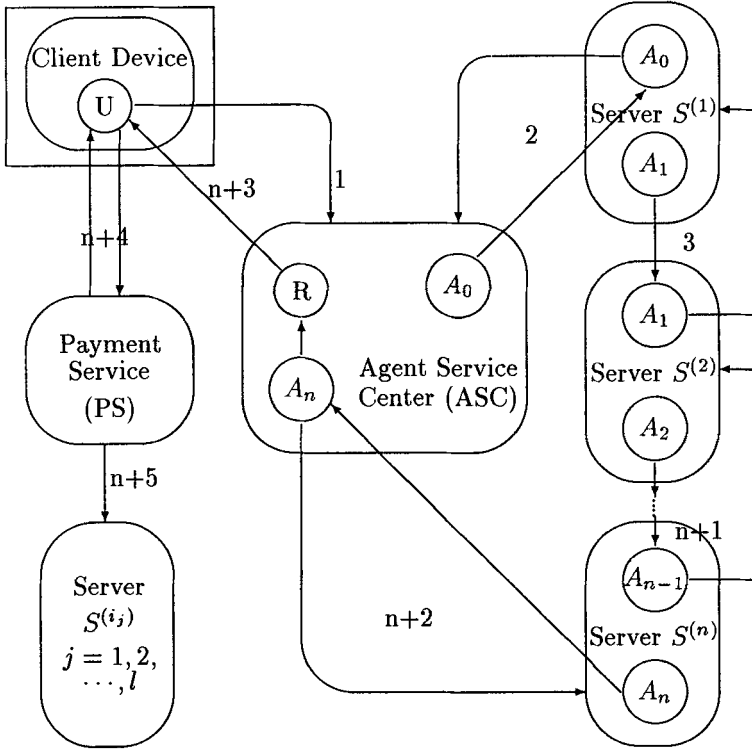 Client Device
U
n+3
1
n+4
Payment
Service
(PS)
n+5
Server
S^{(i_j)}
j = 1, 2,
..., l
R
A_0
A_n
Agent Service
Center (ASC)
n+2
2
A_0
Server S^{(1)}
A_1
3
A_1
Server S^{(2)}
A_2
n+1
A_{n-1}
Server S^{(n)}
A_n